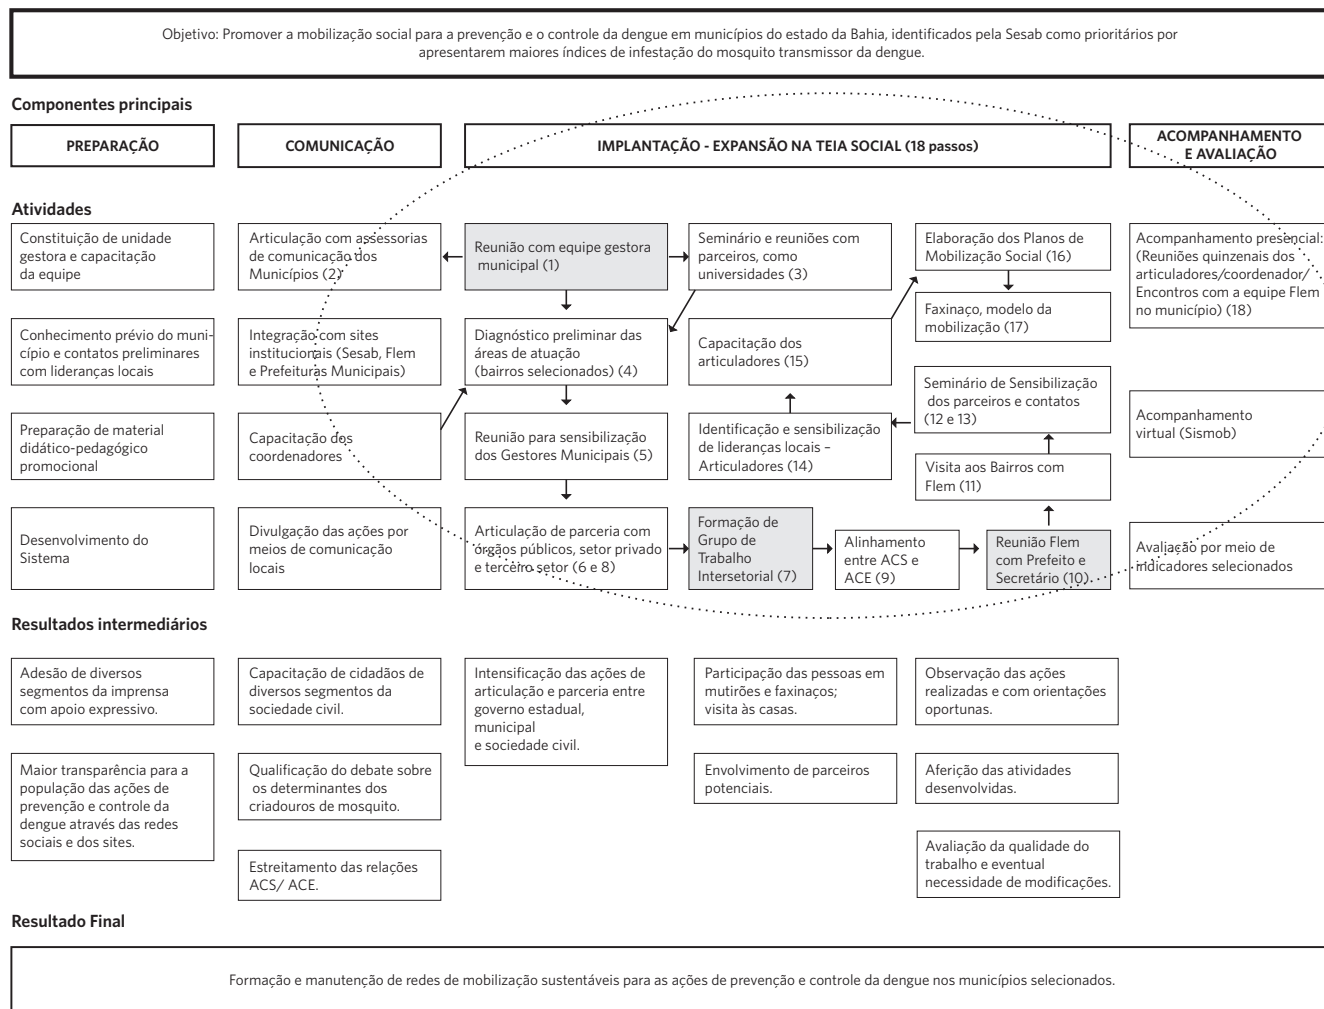 Objetivo: Promover a mobilização social para a prevenção e o controle da dengue em municípios do estado da Bahia, identificados pela Sesab como prioritários por
apresentarem maiores índices de infestação do mosquito transmissor da dengue.
Componentes principais
PREPARAÇÃO
COMUNICAÇÃO
IMPLANTAÇÃO - EXPANSÃO NA TEIA SOCIAL (18 passos)
ACOMPANHAMENTO
E AVALIAÇÃO
Atividades
Constituição de unidade
gestora e capacitação
da equipe
Articulação com assessorias
de comunicação dos
Municípios (2)
Reunião com equipe gestora
municipal (1)
Seminário e reuniões com
parceiros, como
universidades (3)
Elaboração dos Planos de
Mobilização Social (16)
Faxinaço, modelo da
mobilização (17)
Acompanhamento presencial:
(Reuniões quinzenais dos
articuladores/coordenador/
Encontros com a equipe Flem
no município) (18)
Conhecimento prévio do muni-
cípio e contatos preliminares
com lideranças locais
Integração com sites
institucionais (Sesab, Flem
e Prefeituras Municipais)
Diagnóstico preliminar das
áreas de atuação
(bairros selecionados) (4)
Capacitação dos
articuladores (15)
Seminário de Sensibilização
dos parceiros e contatos
(12 e 13)
Acompanhamento
virtual (Sismob)
Preparação de material
didático-pedagógico
promocional
Capacitação dos
coordenadores
Reunião para sensibilização
dos Gestores Municipais (5)
Identificação e sensibilização
de lideranças locais –
Articuladores (14)
Visita aos Bairros com
Flem (11)
Desenvolvimento do
Sistema
Divulgação das ações por
meios de comunicação
locais
Articulação de parceria com
órgãos públicos, setor privado
e terceiro setor (6 e 8)
Formação de
Grupo de
Trabalho
Intersetorial (7)
Alinhamento
entre ACS e
ACE (9)
Reunião Flem
com Prefeito e
Secretário (10)
Avaliação por meio de
indicadores selecionados
Resultados intermediários
Adesão de diversos
segmentos da imprensa
com apoio expressivo.
Capacitação de cidadãos de
diversos segmentos da
sociedade civil.
Intensificação das ações de
articulação e parceria entre
governo estadual,
municipal
e sociedade civil.
Participação das pessoas em
mutirões e faxinaços;
visita às casas.
Observação das ações
realizadas e com orientações
oportunas.
Maior transparência para a
população das ações de
prevenção e controle da
dengue através das redes
sociais e dos sites.
Qualificação do debate sobre
os determinantes dos
criadouros de mosquito.
Envolvimento de parceiros
potenciais.
Aferição das atividades
desenvolvidas.
Estreitamento das relações
ACS/ ACE.
Avaliação da qualidade do
trabalho e eventual
necessidade de modificações.
Resultado Final
Formação e manutenção de redes de mobilização sustentáveis para as ações de prevenção e controle da dengue nos municípios selecionados.